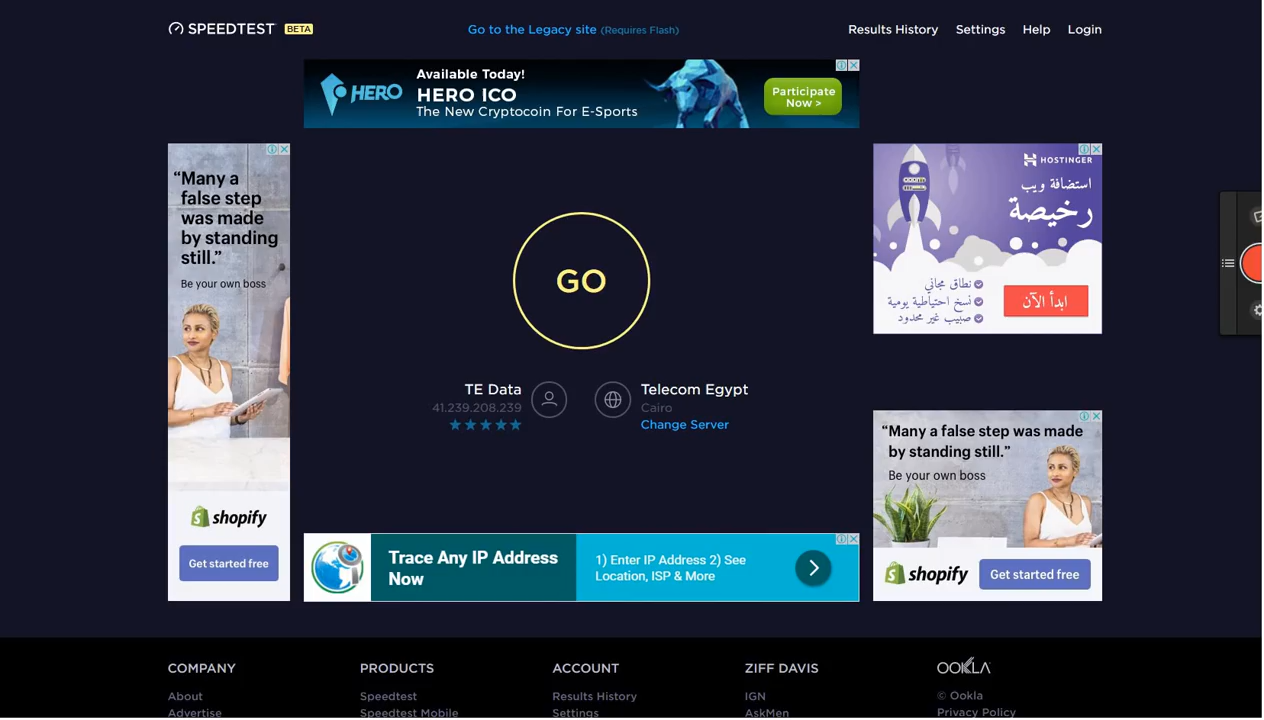 SPEEDTEST BETA
Go to the Legacy site (Requires Flash)
Results History Settings Help Login
HERO
Available Today!
HERO ICO
The New Cryptocoin For E-Sports
Participate
Now >
“Many a
false step
was made
by standing
still.”
Be your own boss
shopify
Get started free
GO
TE Data
41.239.208.239
Telecom Egypt
Cairo
Change Server
HOSTINGER
استضافة ويب
رخيصة
نطاق مجاني
نسخ احتياطية يومية
صبيب غير محدود
ابدأ الآن
“Many a false step was made
by standing still.”
Be your own boss
shopify
Get started free
Trace Any IP Address
Now
1) Enter IP Address 2) See
Location, ISP & More
COMPANY
About
Advertise
PRODUCTS
Speedtest
Speedtest Mobile
ACCOUNT
Results History
Settings
ZIFF DAVIS
IGN
AskMen
OOKLA
© Ookla
Privacy Policy